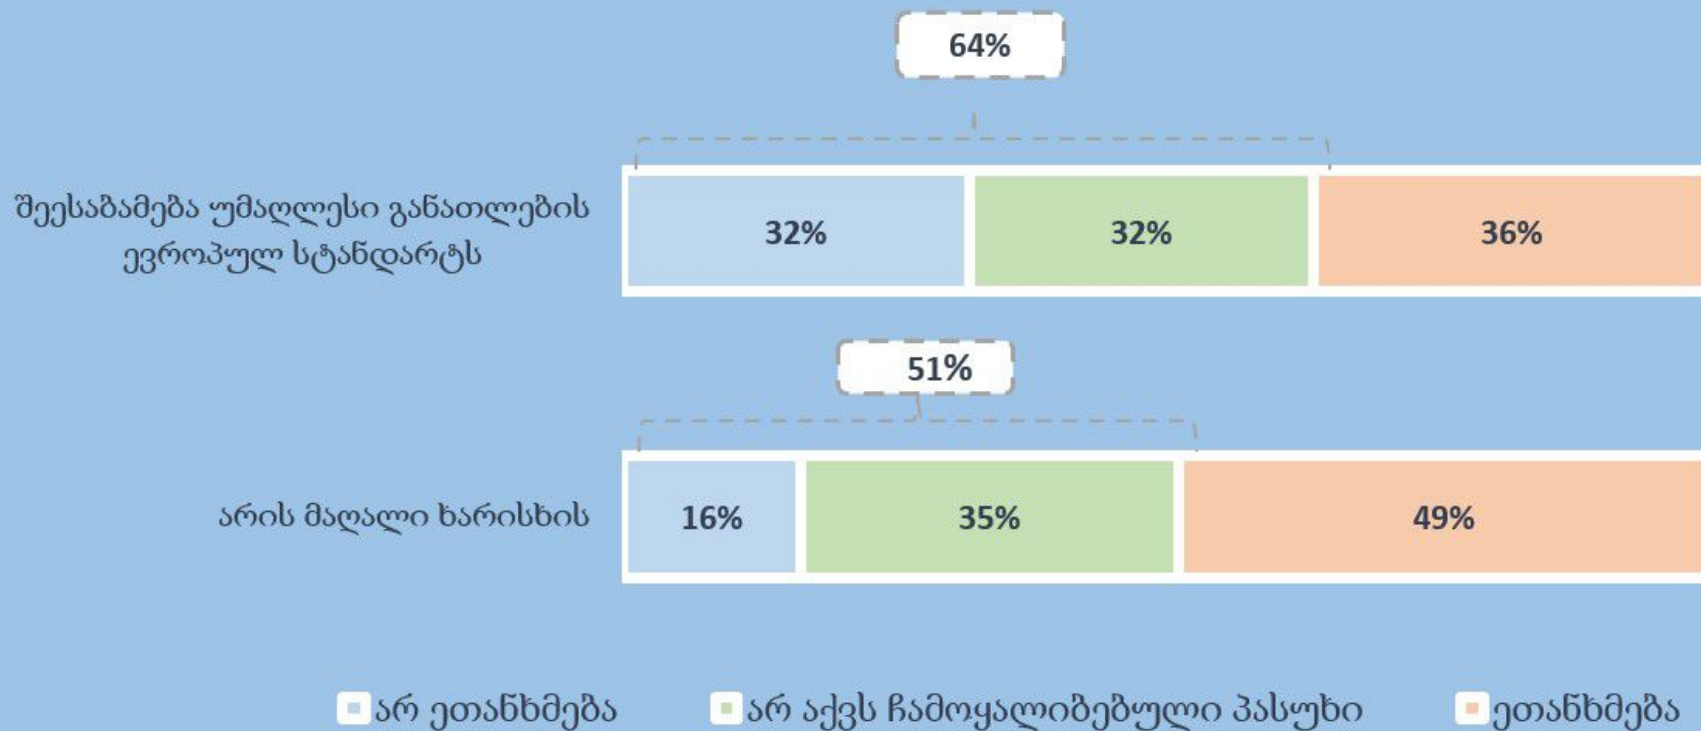 64%
შეესაბამება უმაღლესი განათლების
ევროპულ სტანდარტს
32%
32%
36%
51%
არის მაღალი ხარისხის
16%
35%
49%
არ ეთანხმება
არ აქვს ჩამოყალიბებული პასუხი
ეთანხმება